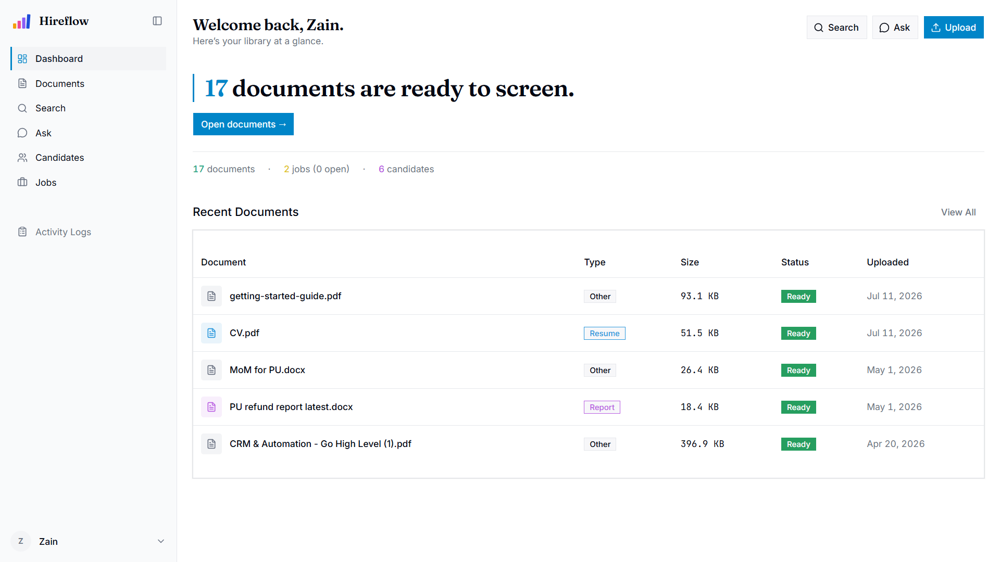 Hireflow
Dashboard
Documents
Search
Ask
Candidates
Jobs
Activity Logs
Z
Zain
Welcome back, Zain.
Here's your library at a glance.
Search
Ask
Upload
17 documents are ready to screen.
Open documents →
17 documents · 2 jobs (0 open) · 6 candidates
Recent Documents
View All
Document Type Size Status Uploaded
getting-started-guide.pdf Other 93.1 KB Ready Jul 11, 2026
CV.pdf Resume 51.5 KB Ready Jul 11, 2026
MoM for PU.docx Other 26.4 KB Ready May 1, 2026
PU refund report latest.docx Report 18.4 KB Ready May 1, 2026
CRM & Automation - Go High Level (1).pdf Other 396.9 KB Ready Apr 20, 2026